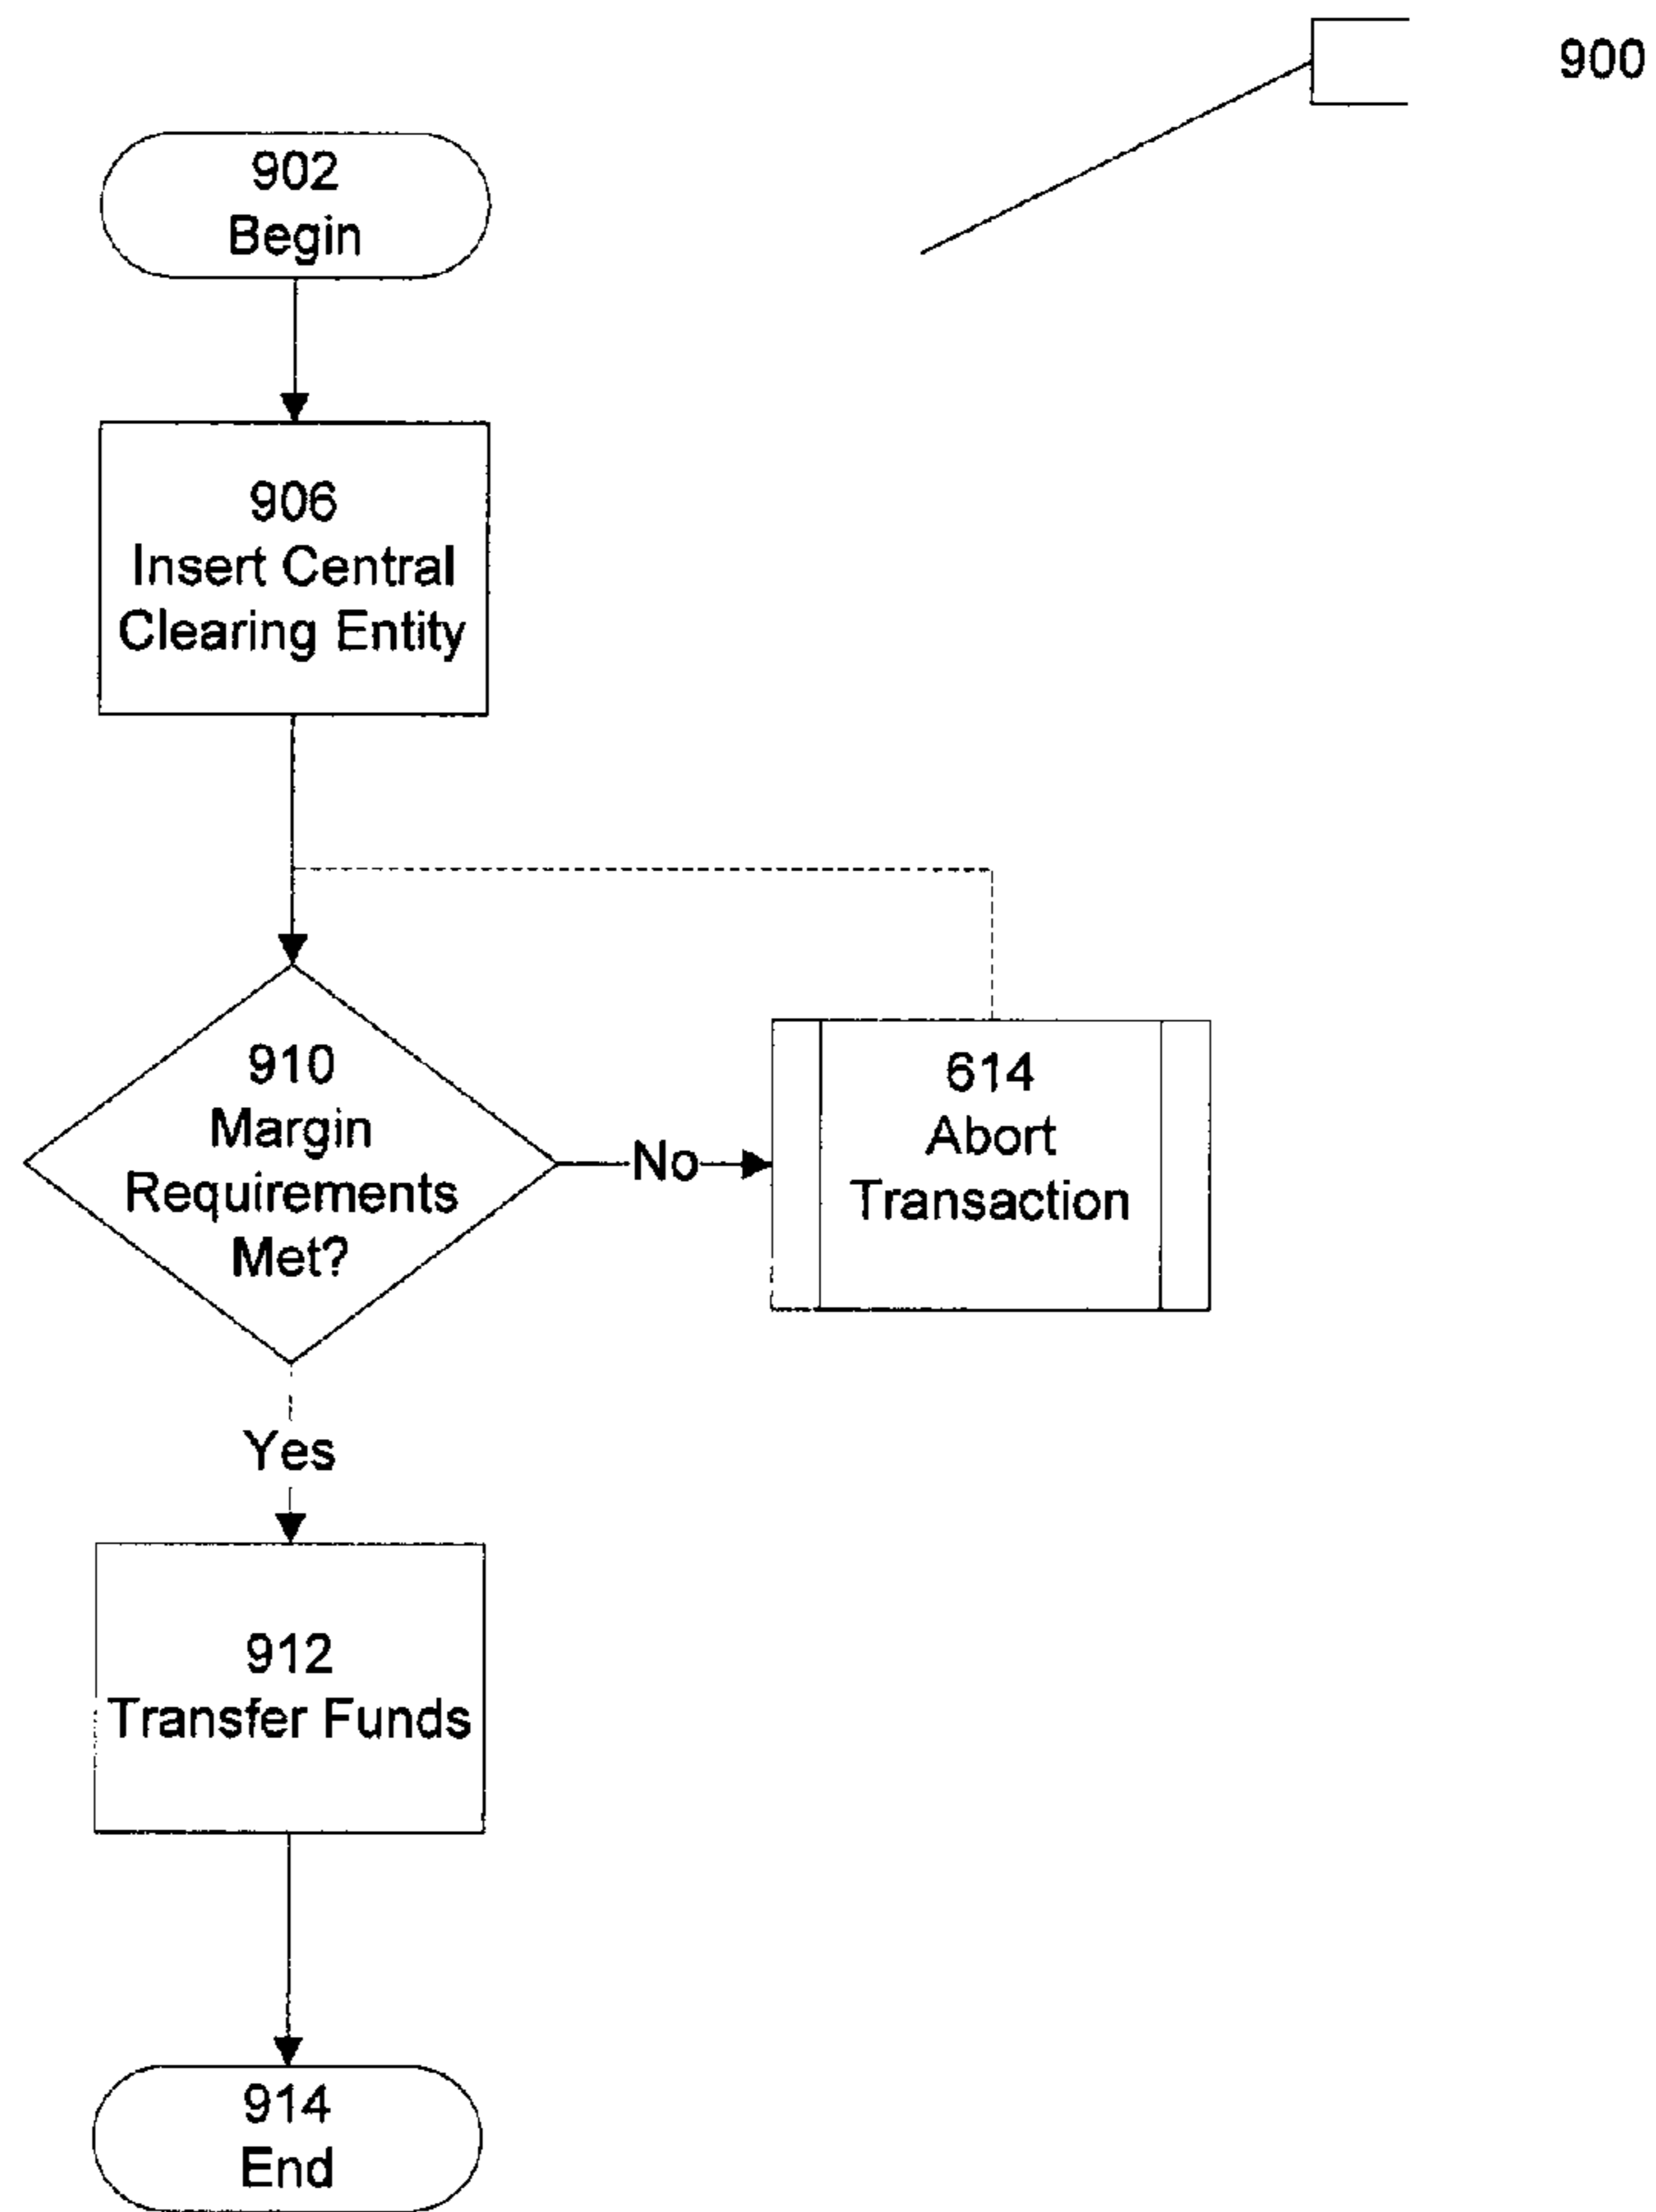 900
902
Begin
906
Insert Central
Clearing Entity
910
Margin
Requirements
Met?
No
614
Abort
Transaction
Yes
912
Transfer Funds
914
End